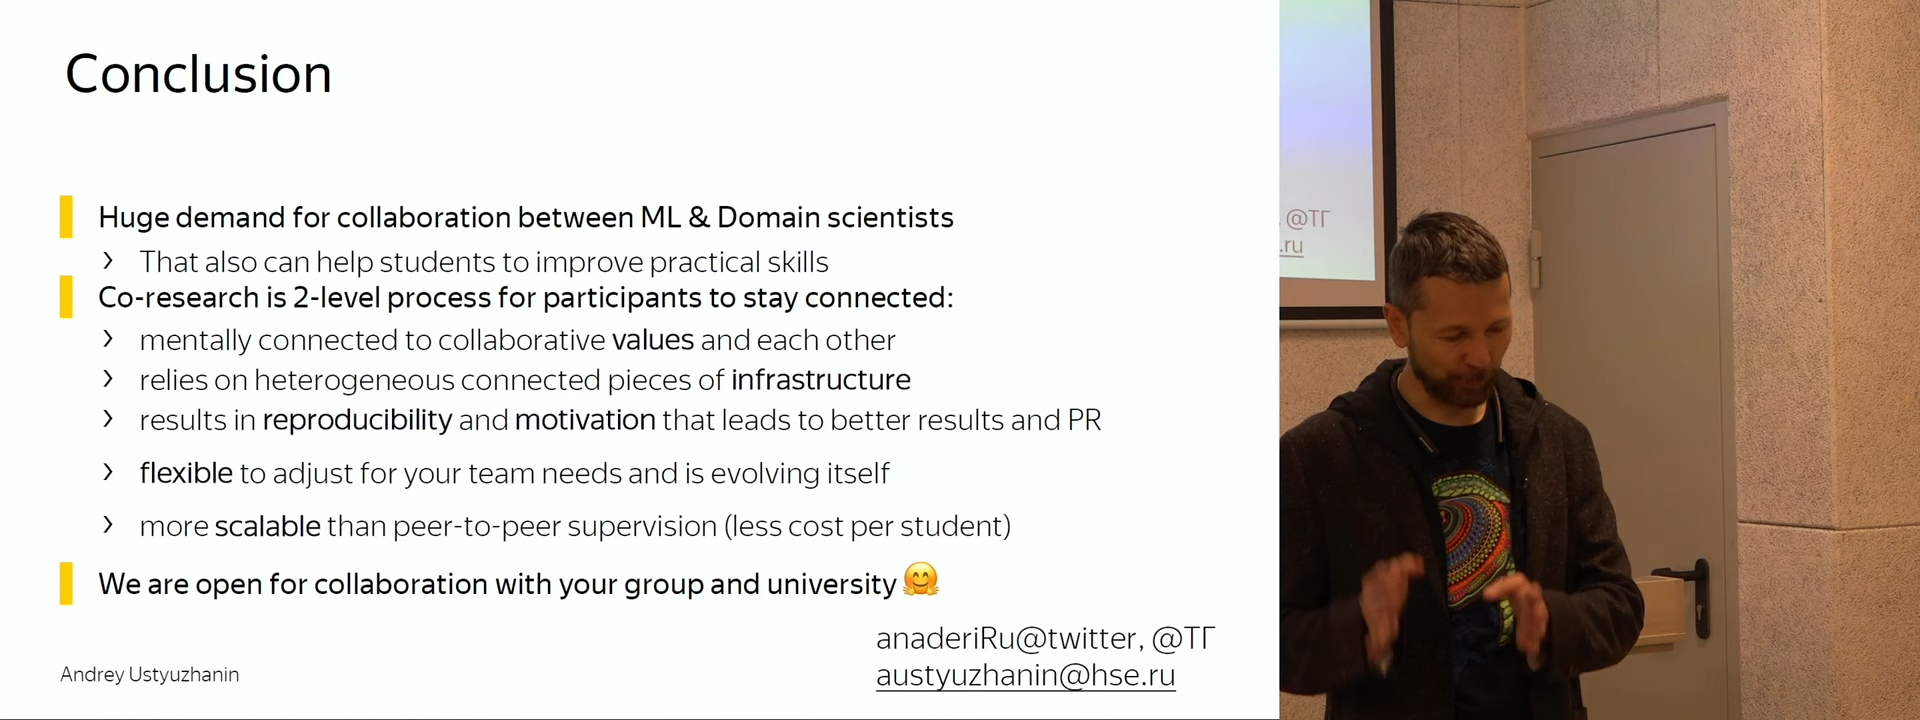 Conclusion
Huge demand for collaboration between ML & Domain scientists
› That also can help students to improve practical skills
Co-research is 2-level process for participants to stay connected:
› mentally connected to collaborative values and each other
› relies on heterogeneous connected pieces of infrastructure
› results in reproducibility and motivation that leads to better results and PR
› flexible to adjust for your team needs and is evolving itself
› more scalable than peer-to-peer supervision (less cost per student)
We are open for collaboration with your group and university 🤗
anaderiRu@twitter, @ТГ
austyuzhanin@hse.ru
Andrey Ustyuzhanin
, @ТГ
.ru